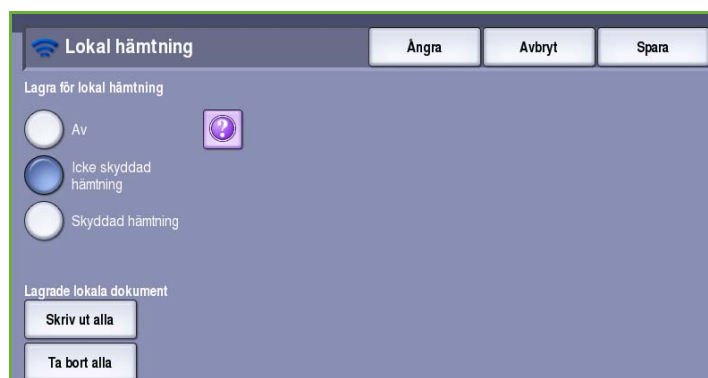 Lokal hämtning
Ångra
Avbryt
Spara
Lagra för lokal hämtning
Av
Icke skyddad
hämtning
Skyddad hämtning
Lagrade lokala dokument
Skriv ut alla
Ta bort alla